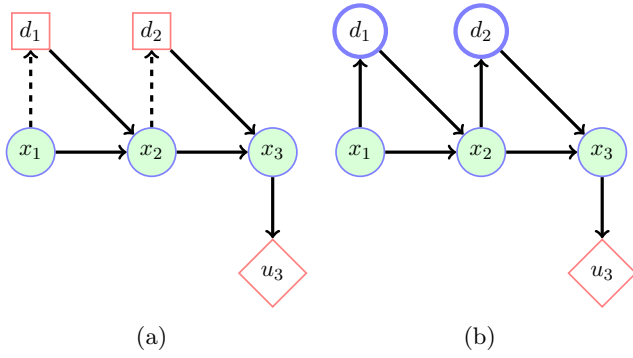 d₁ d₂ d₁ d₂
x₁ x₂ x₃ x₁ x₂ x₃
u₃ u₃
(a) (b)